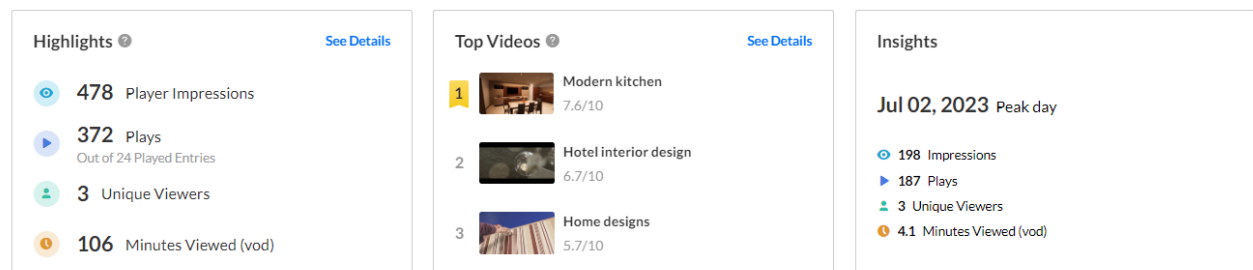 Highlights
See Details
478 Player Impressions
372 Plays
Out of 24 Played Entries
3 Unique Viewers
106 Minutes Viewed (vod)
Top Videos
See Details
1
Modern kitchen
7.6/10
2
Hotel interior design
6.7/10
3
Home designs
5.7/10
Insights
Jul 02, 2023 Peak day
198 Impressions
187 Plays
3 Unique Viewers
4.1 Minutes Viewed (vod)